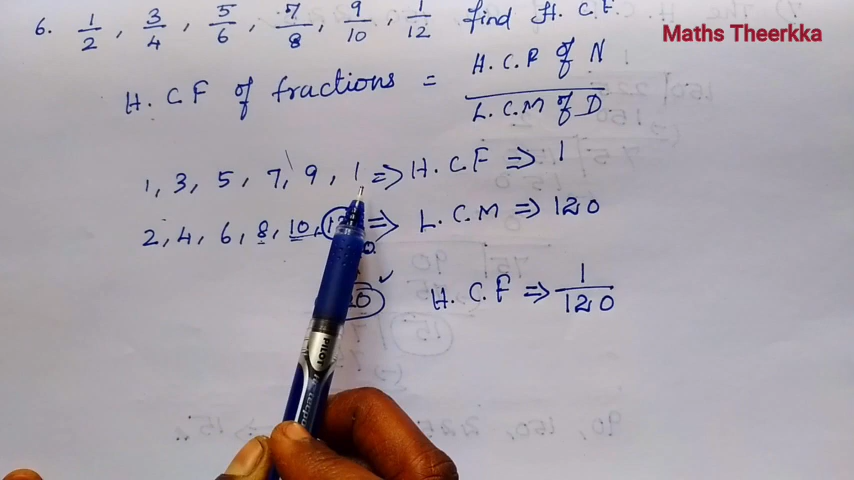 6. 1/2 , 3/4 , 5/6 , 7/8 , 9/10 , 1/12 find H.C.F.
Maths Theerkka
H.C.F of fractions = H.C.F of N / L.C.M of D
1, 3, 5, 7, 9, 1 ⇒ H.C.F ⇒ 1
2, 4, 6, 8, 10, ⇒ L.C.M ⇒ 120
H.C.F ⇒ 1/120